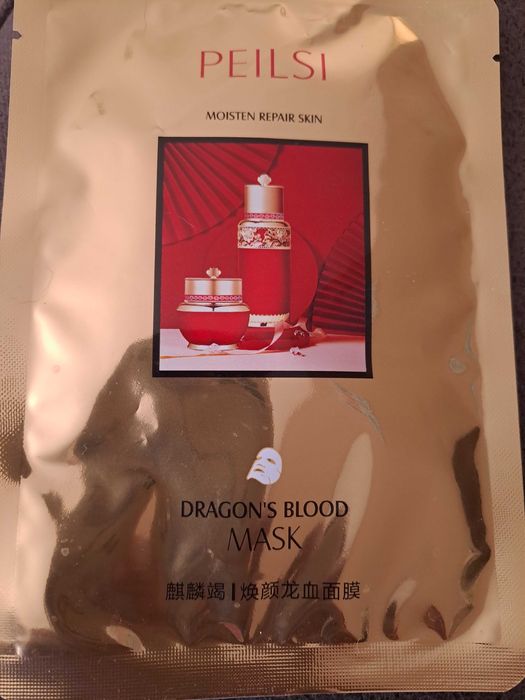 PEILSI
MOISTEN REPAIR SKIN
DRAGON'S BLOOD
MASK
麒麟竭 | 焕颜龙血面膜